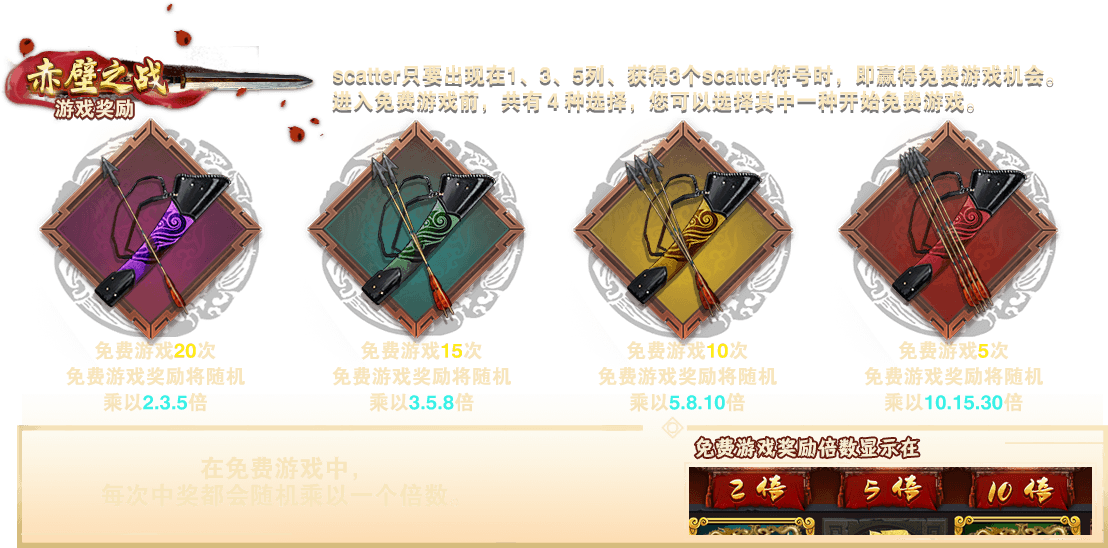 赤壁之战
游戏奖励
scatter只要出现在1、3、5列、获得3个scatter符号时，即赢得免费游戏机会。
进入免费游戏前，共有4种选择，您可以选择其中一种开始免费游戏。
免费游戏20次
免费游戏奖励将随机
乘以2.3.5倍
免费游戏15次
免费游戏奖励将随机
乘以3.5.8倍
免费游戏10次
免费游戏奖励将随机
乘以5.8.10倍
免费游戏5次
免费游戏奖励将随机
乘以10.15.30倍
在免费游戏中，
每次中奖都会随机乘以一个倍数
免费游戏奖励倍数显示在
2倍 5倍 10倍